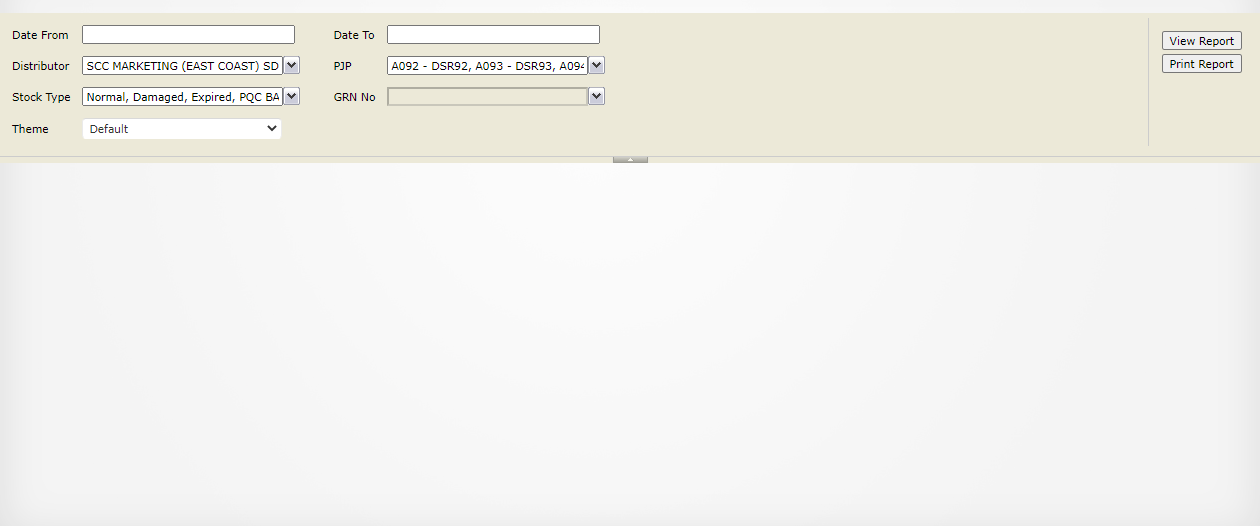 Date From Date To View Report
Distributor SCC MARKETING (EAST COAST) SD PJP A092 - DSR92, A093 - DSR93, A094 Print Report
Stock Type Normal, Damaged, Expired, PQC BA GRN No
Theme Default